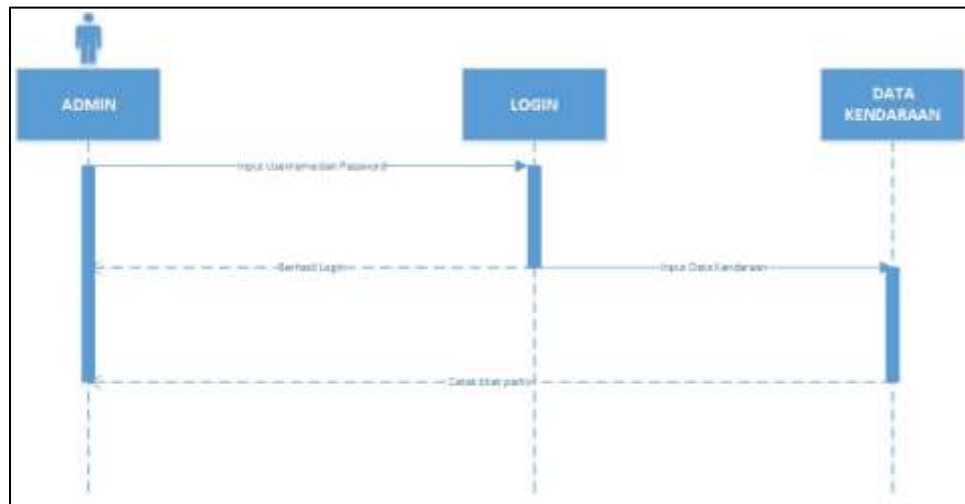 ADMIN
LOGIN
DATA
KENDARAAN
Input Username dan Password
Berhasil Login
Input Data Kendaraan
Cetak tiket parkir